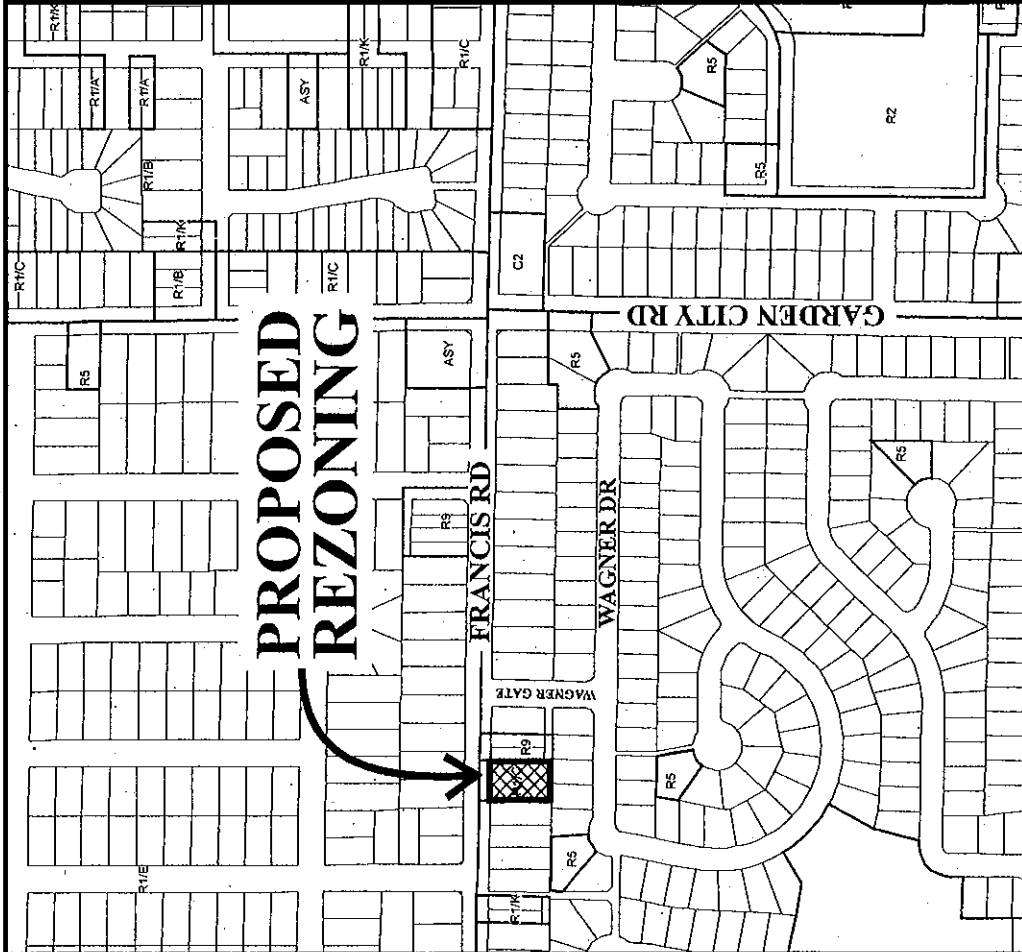 R1/K
R1/A
R1/A
ASY
R1/K
R1/C
R5
R2
R5
R1/B
R1/K
R1/B
R1/C
R1/C
C2
GARDEN CITY RD
R5
ASY
R5
PROPOSED
REZONING
R5
R9
FRANCIS RD
WAGNER DR
WAGNER GATE
R9
R5
R5
R1/E
R1/K